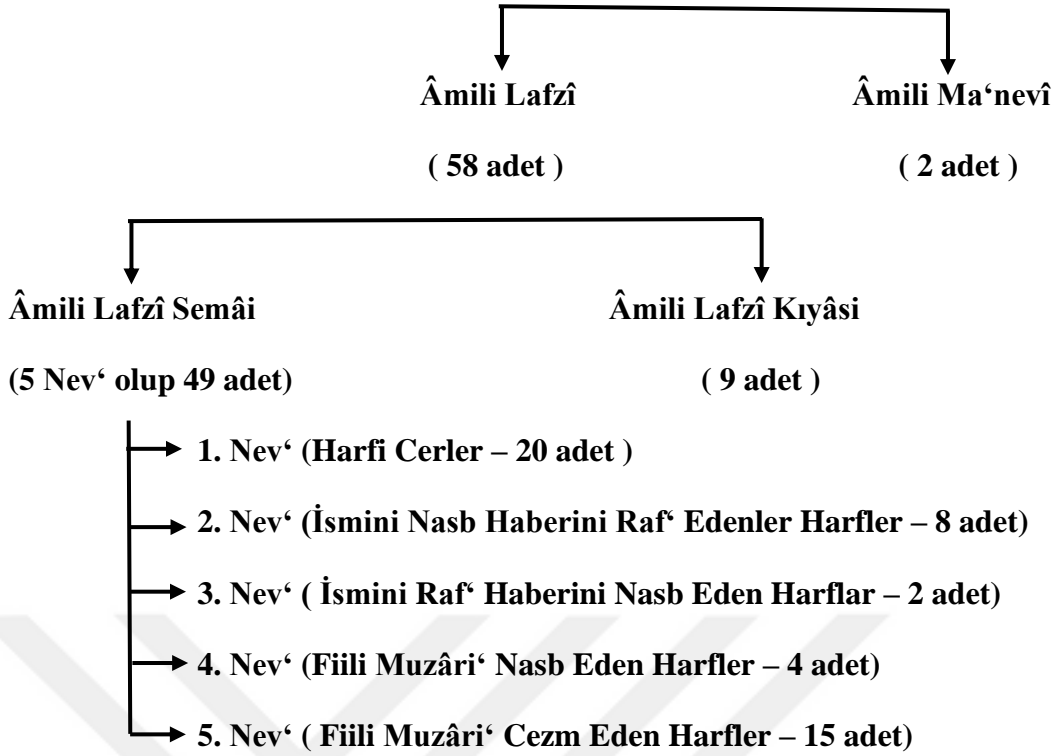 Âmili Lafzî Âmili Ma‘nevî
( 58 adet ) ( 2 adet )
Âmili Lafzî Semâi Âmili Lafzî Kıyâsi
(5 Nev‘ olup 49 adet) ( 9 adet )
1. Nev‘ (Harfi Cerler – 20 adet )
2. Nev‘ (İsmini Nasb Haberini Raf‘ Edenler Harfler – 8 adet)
3. Nev‘ ( İsmini Raf‘ Haberini Nasb Eden Harflar – 2 adet)
4. Nev‘ (Fiili Muzâri‘ Nasb Eden Harfler – 4 adet)
5. Nev‘ ( Fiili Muzâri‘ Cezm Eden Harfler – 15 adet)